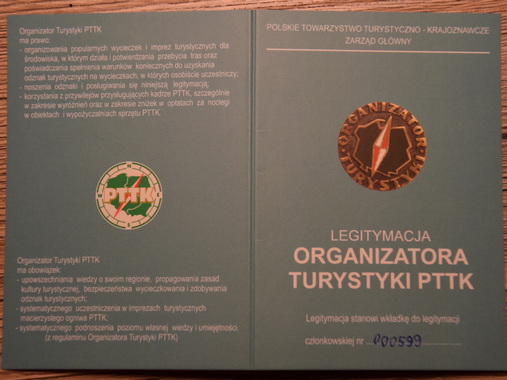 Organizator Turystyki PTTK
ma prawo:
- organizowania popularnych wycieczek i imprez turystycznych dla
środowiska, w którym działa i potwierdzania przebycia tras oraz
poświadczania spełnienia warunków koniecznych do uzyskania
odznak turystycznych na wycieczkach, w których osobiście uczestniczy;
- noszenia odznaki i posługiwania się niniejszą legitymacją;
- korzystania z przywilejów przysługujących kadrze PTTK, szczególnie
w zakresie wyróżnień oraz w zakresie zniżek w opłatach za noclegi
w obiektach i wypożyczalniach sprzętu PTTK.
PTTK
Organizator Turystyki PTTK
ma obowiązek:
- upowszechniania wiedzy o swoim regionie, propagowania zasad
kultury turystycznej, bezpieczeństwa wycieczkowania i zdobywania
odznak turystycznych;
- systematycznego uczestniczenia w imprezach turystycznych
macierzystego ogniwa PTTK;
- systematycznego podnoszenia poziomu własnej wiedzy i umiejętności.
(z regulaminu Organizatora Turystyki PTTK)
POLSKIE TOWARZYSTWO TURYSTYCZNO - KRAJOZNAWCZE
ZARZĄD GŁÓWNY
ORGANIZATOR
TURYSTYKI
LEGITYMACJA
ORGANIZATORA
TURYSTYKI PTTK
Legitymacja stanowi wkładkę do legitymacji
członkowskiej nr ...000599...